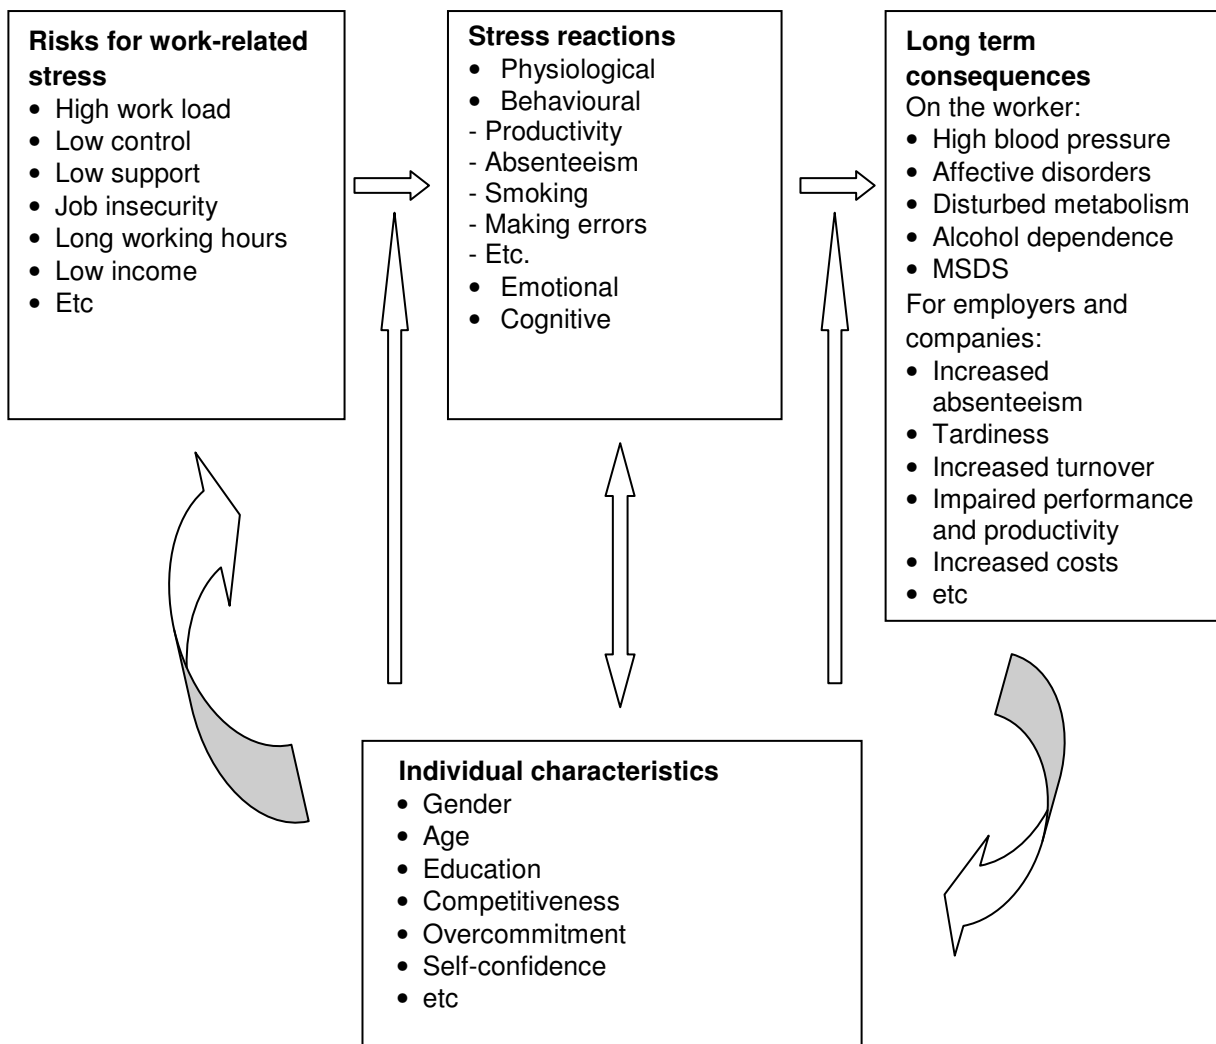 Risks for work-related
stress
• High work load
• Low control
• Low support
• Job insecurity
• Long working hours
• Low income
• Etc
Stress reactions
• Physiological
• Behavioural
- Productivity
- Absenteeism
- Smoking
- Making errors
- Etc.
• Emotional
• Cognitive
Long term
consequences
On the worker:
• High blood pressure
• Affective disorders
• Disturbed metabolism
• Alcohol dependence
• MSDS
For employers and
companies:
• Increased
absenteeism
• Tardiness
• Increased turnover
• Impaired performance
and productivity
• Increased costs
• etc
Individual characteristics
• Gender
• Age
• Education
• Competitiveness
• Overcommitment
• Self-confidence
• etc